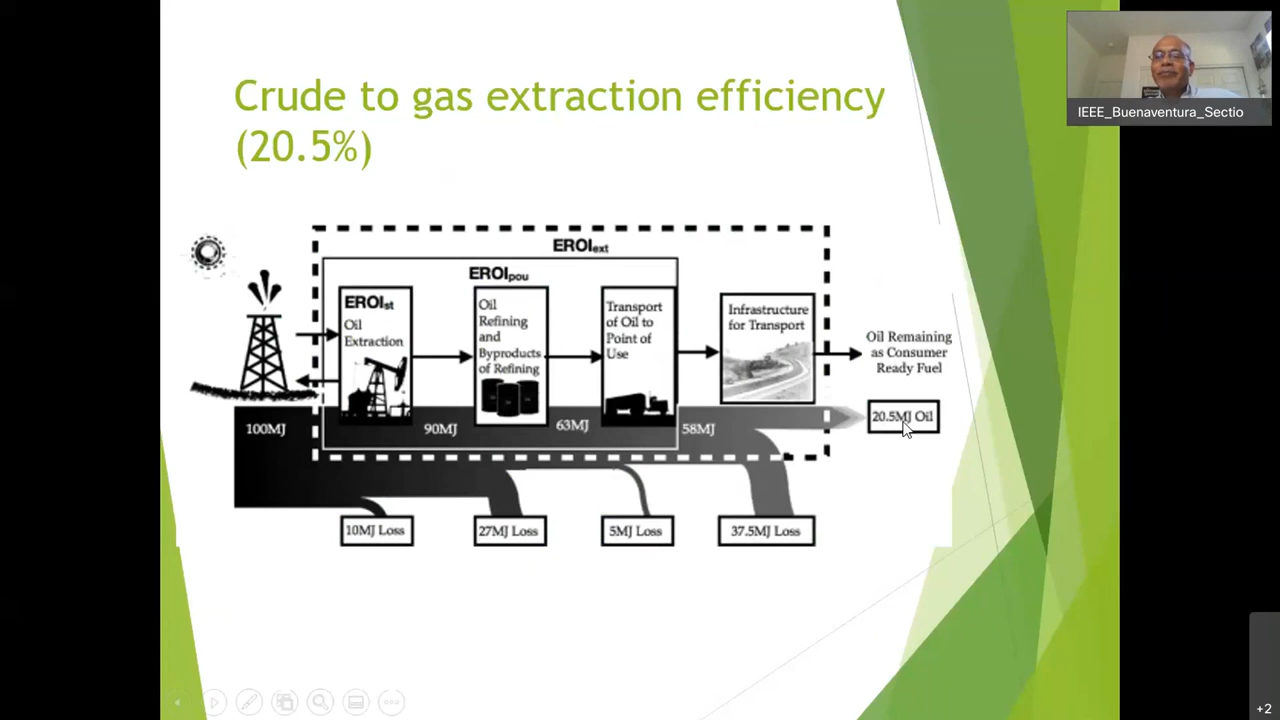 Crude to gas extraction efficiency
(20.5%)
IEEE_Buenaventura_Sectio
EROIext
EROIpou
EROIst
Oil
Extraction
Oil
Refining
and
Byproducts
of Refining
Transport
of Oil to
Point of
Use
Infrastructure
for Transport
Oil Remaining
as Consumer
Ready Fuel
100MJ
90MJ
63MJ
58MJ
20.5MJ Oil
10MJ Loss
27MJ Loss
5MJ Loss
37.5MJ Loss
+2